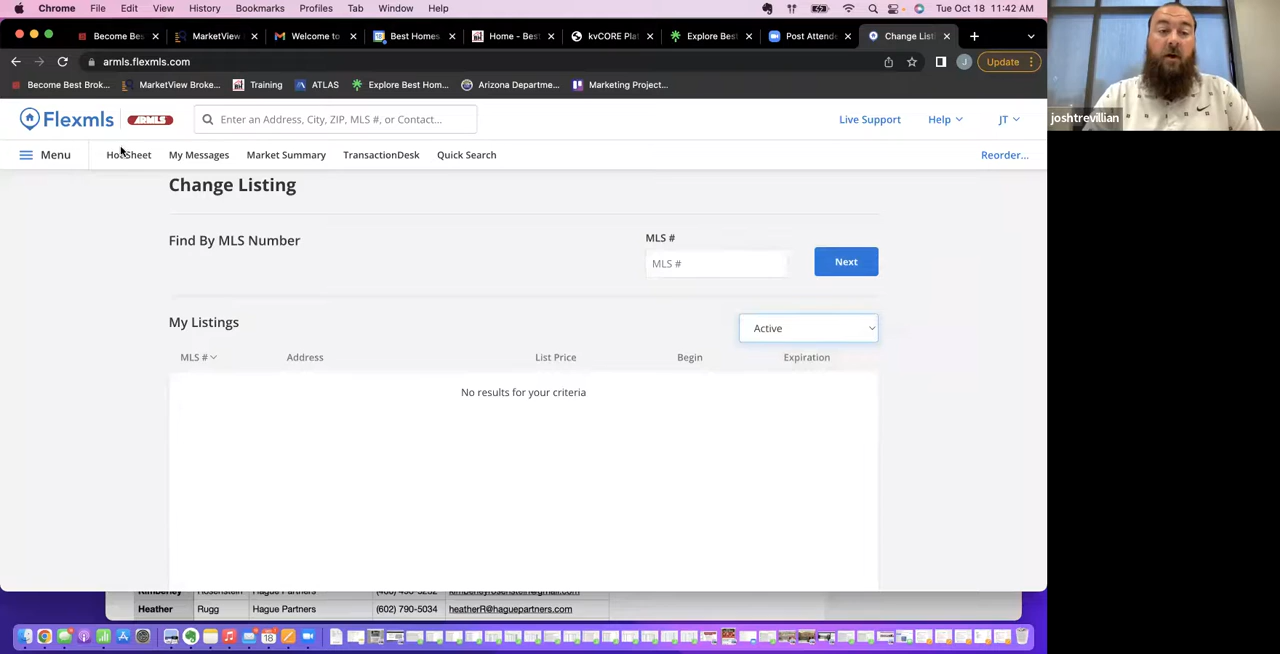 Chrome File Edit View History Bookmarks Profiles Tab Window Help Tue Oct 18 11:42 AM
Become Bes MarketView Welcome to Best Homes Home - Bes kvCORE Pla Explore Best Post Attende Change List
armls.flexmls.com J Update
Become Best Brok... MarketView Broke... Training ATLAS Explore Best Hom... Arizona Departme... Marketing Project...
Flexmls ARMLS Enter an Address, City, ZIP, MLS #, or Contact... Live Support Help JT
joshtrevillian
Menu HotSheet My Messages Market Summary TransactionDesk Quick Search Reorder...
Change Listing
Find By MLS Number
MLS #
MLS # Next
My Listings Active
MLS # Address List Price Begin Expiration
No results for your criteria
Hague Partners
Heather Rugg Hague Partners (602) 790-5034 heatherR@haguepartners.com